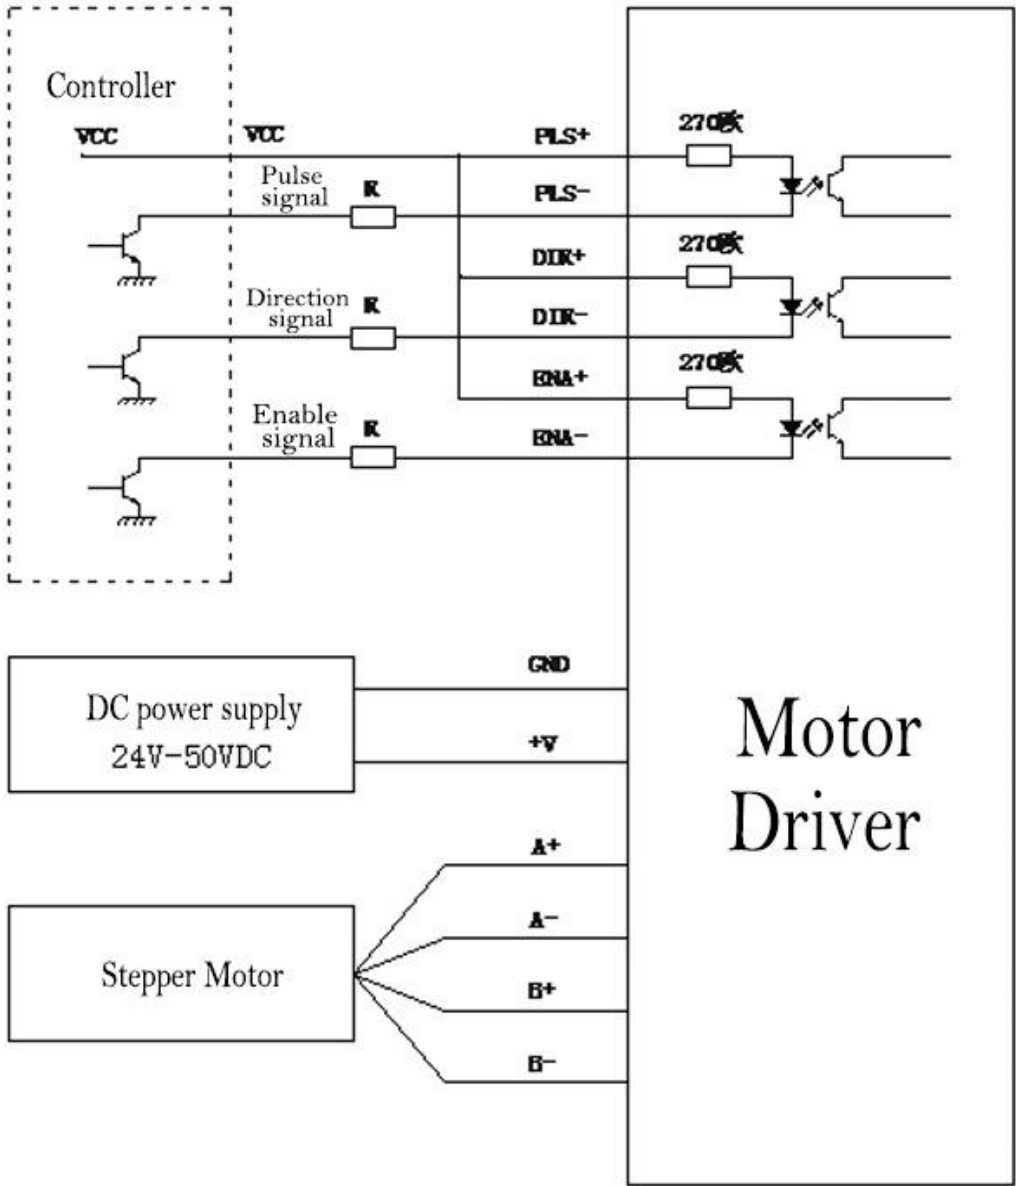 Controller
VCC
VCC
PLS+
270
Pulse
signal
R
PLS-
DIR+
270
Direction
signal
R
DIR-
ENA+
270
Enable
signal
R
ENA-
GND
DC power supply
24V-50VDC
+V
Motor
Driver
A+
A-
Stepper Motor
B+
B-